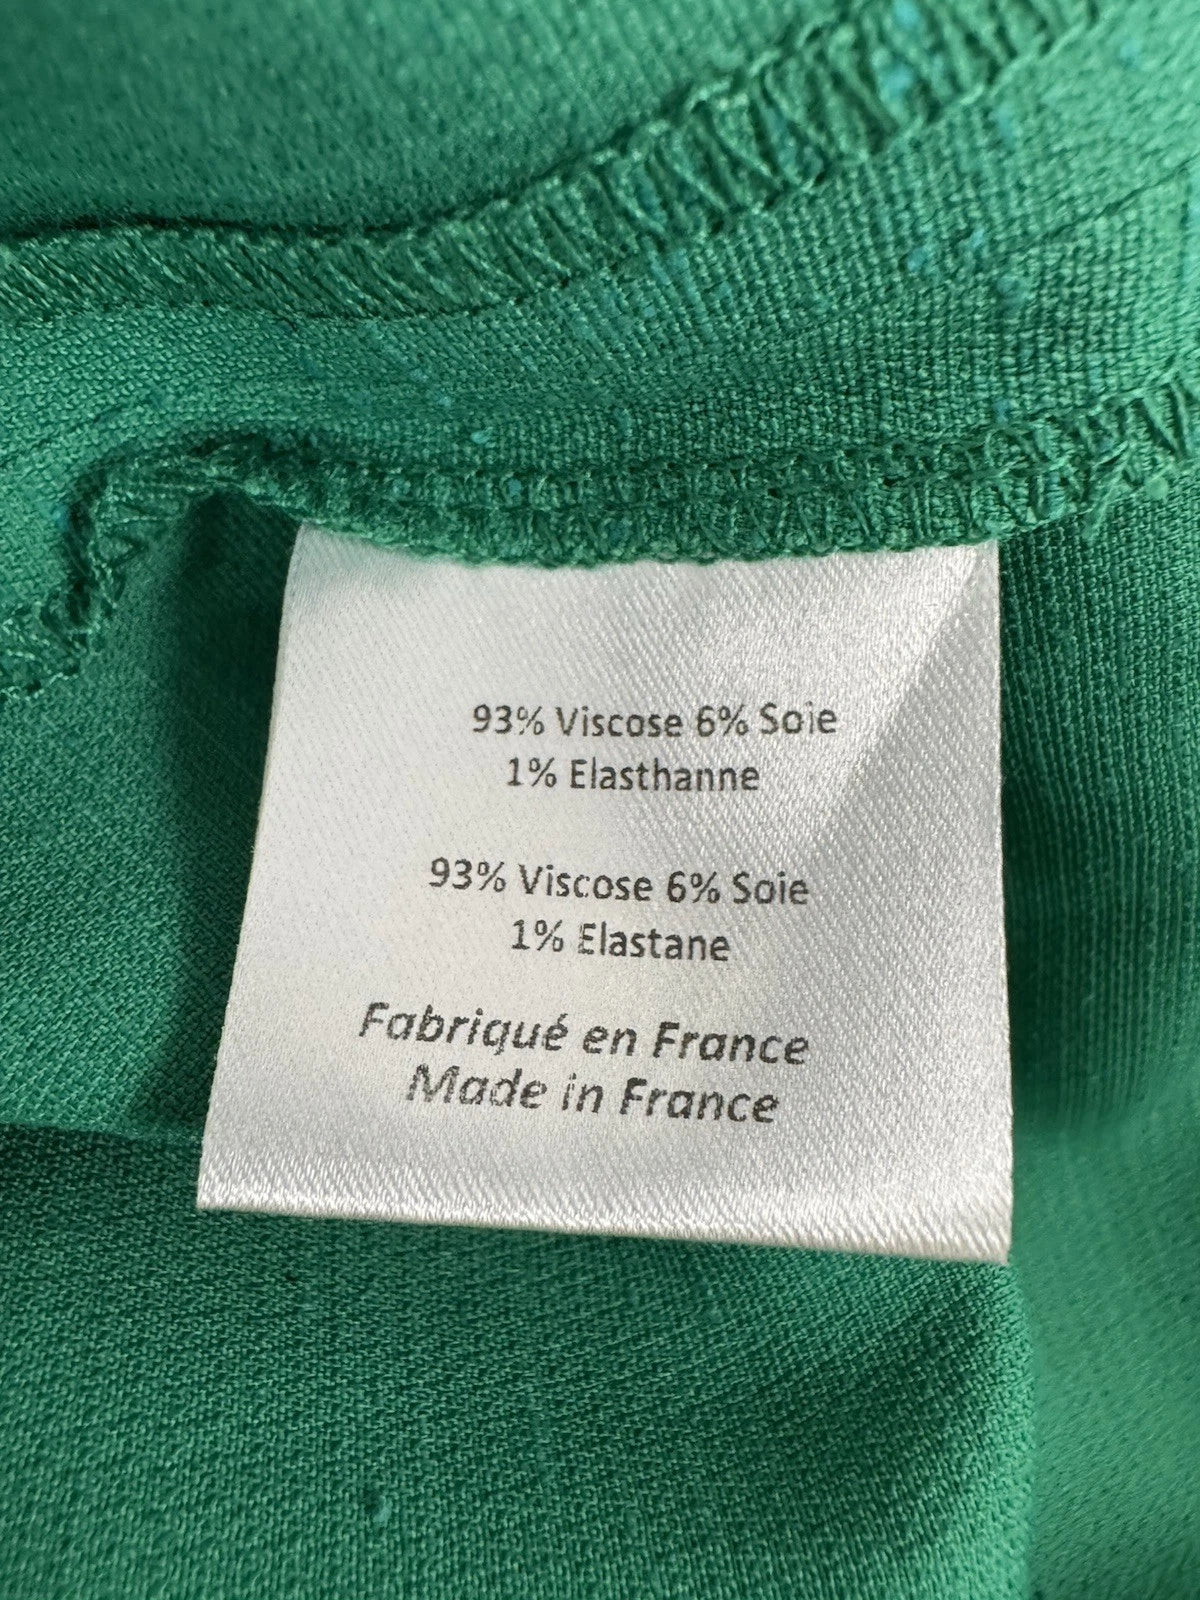 93% Viscose 6% Soie
1% Elasthanne
93% Viscose 6% Soie
1% Elastane
Fabriqué en France
Made in France